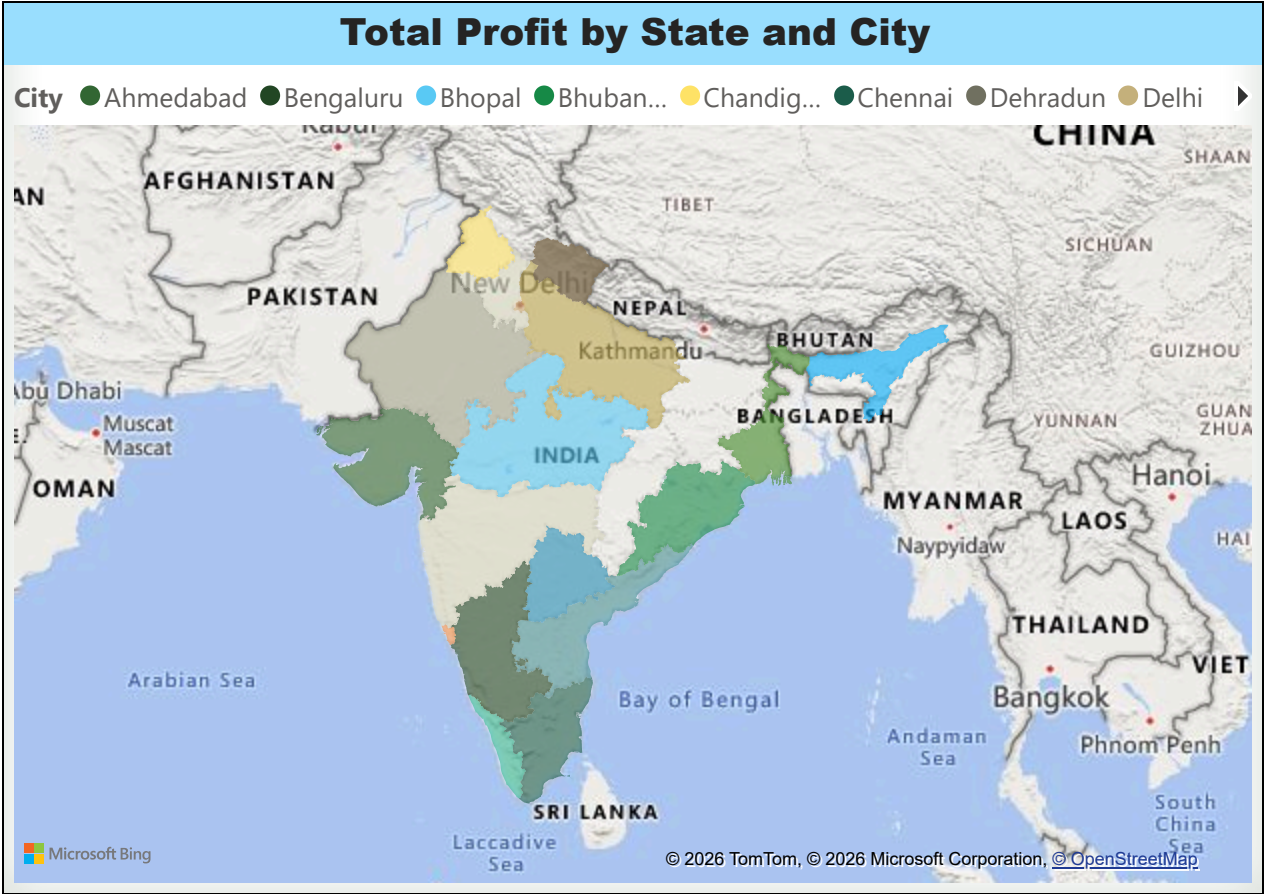 Total Profit by State and City
City Ahmedabad Bengaluru Bhopal Bhuban... Chandig... Chennai Dehradun Delhi
Kabul
CHINA
SHAAN
AFGHANISTAN
AN
TIBET
SICHUAN
New Delhi
PAKISTAN
NEPAL
BHUTAN
Kathmandu
GUIZHOU
Abu Dhabi
BANGLADESH
YUNNAN
GUAN
ZHUA
Muscat
Mascat
E.
INDIA
Hanoi
OMAN
MYANMAR
LAOS
Naypyidaw
HAI
THAILAND
VIET
Arabian Sea
Bay of Bengal
Bangkok
Andaman
Sea
Phnom Penh
SRI LANKA
South
China
Sea
Laccadive
Sea
Microsoft Bing
© 2026 TomTom, © 2026 Microsoft Corporation, © OpenStreetMap